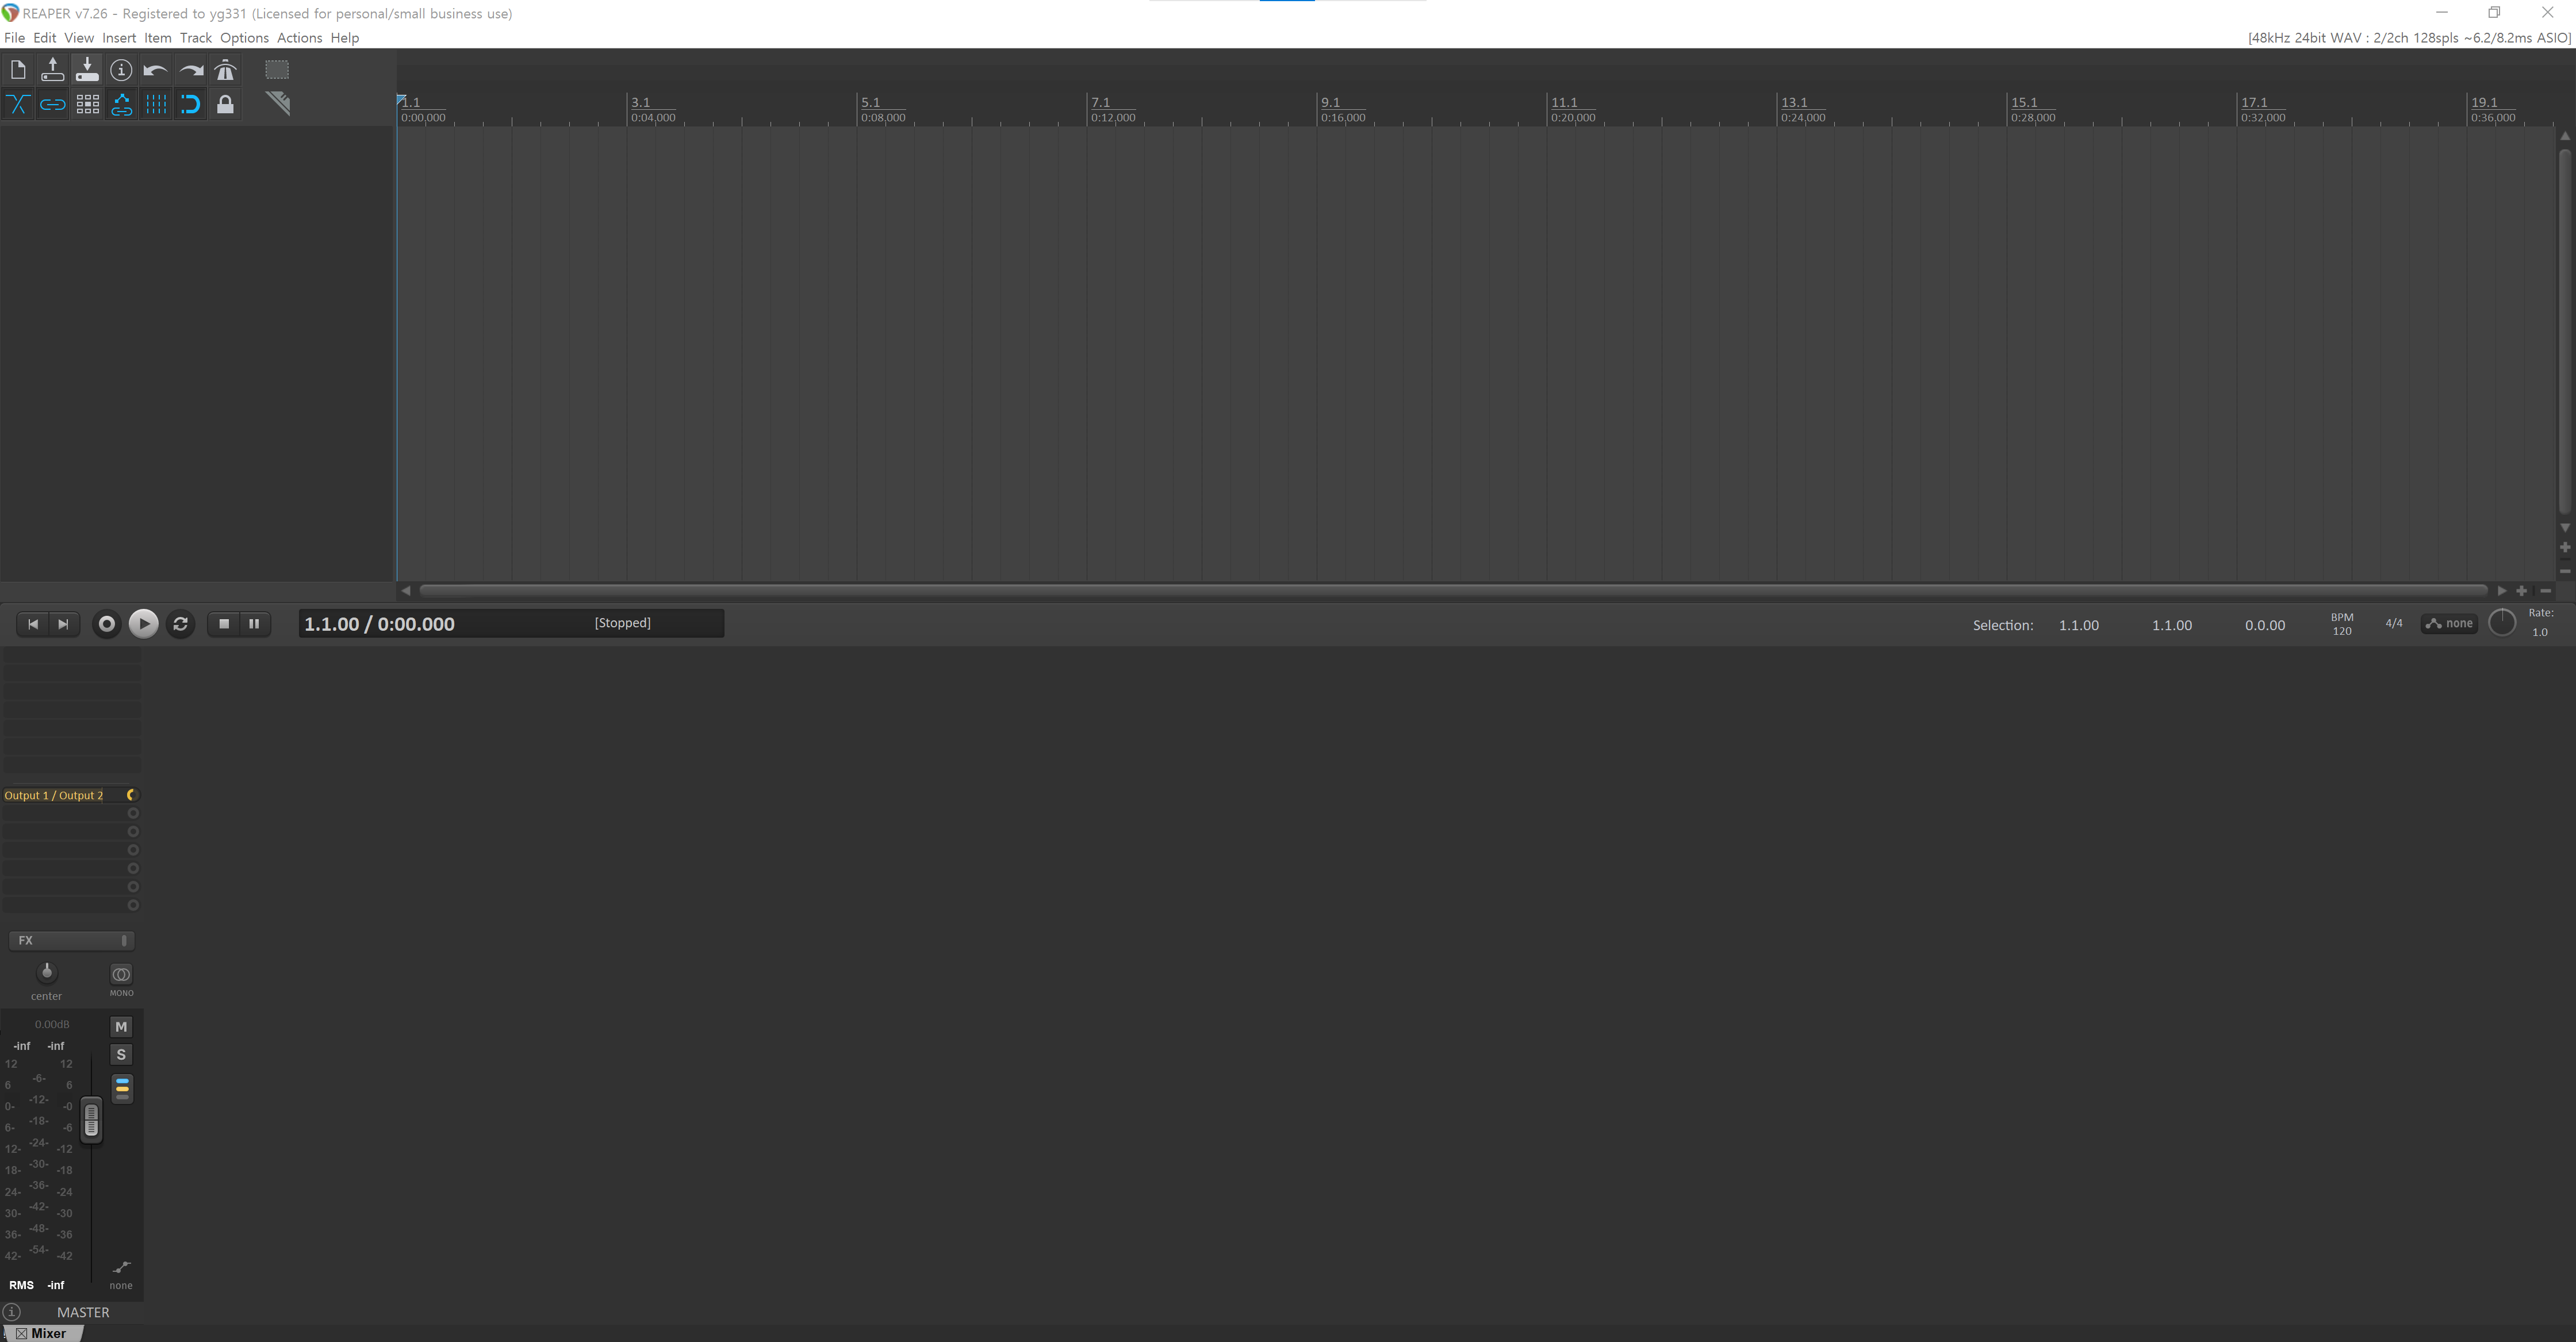 REAPER v7.26 - Registered to yg331 (Licensed for personal/small business use)
File Edit View Insert Item Track Options Actions Help
[48kHz 24bit WAV : 2/2ch 128spls ~6.2/8.2ms ASIO]
1.1 3.1 5.1 7.1 9.1 11.1 13.1 15.1 17.1 19.1
0:00,000 0:04,000 0:08,000 0:12,000 0:16,000 0:20,000 0:24,000 0:28,000 0:32,000 0:36,000
1.1.00 / 0:00.000 [Stopped]
Selection: 1.1.00 1.1.00 0.0.00
BPM
120
4/4
none
Rate:
1.0
Output 1 / Output 2
FX
center
MONO
0.00dB
M
-inf -inf
S
12 12
-6-
6 6
-12-
0- -0
-18-
6- -6
-24-
12- -12
-30-
18- -18
-36-
24- -24
-42-
30- -30
-48-
36- -36
-54-
42- -42
RMS -inf none
MASTER
Mixer